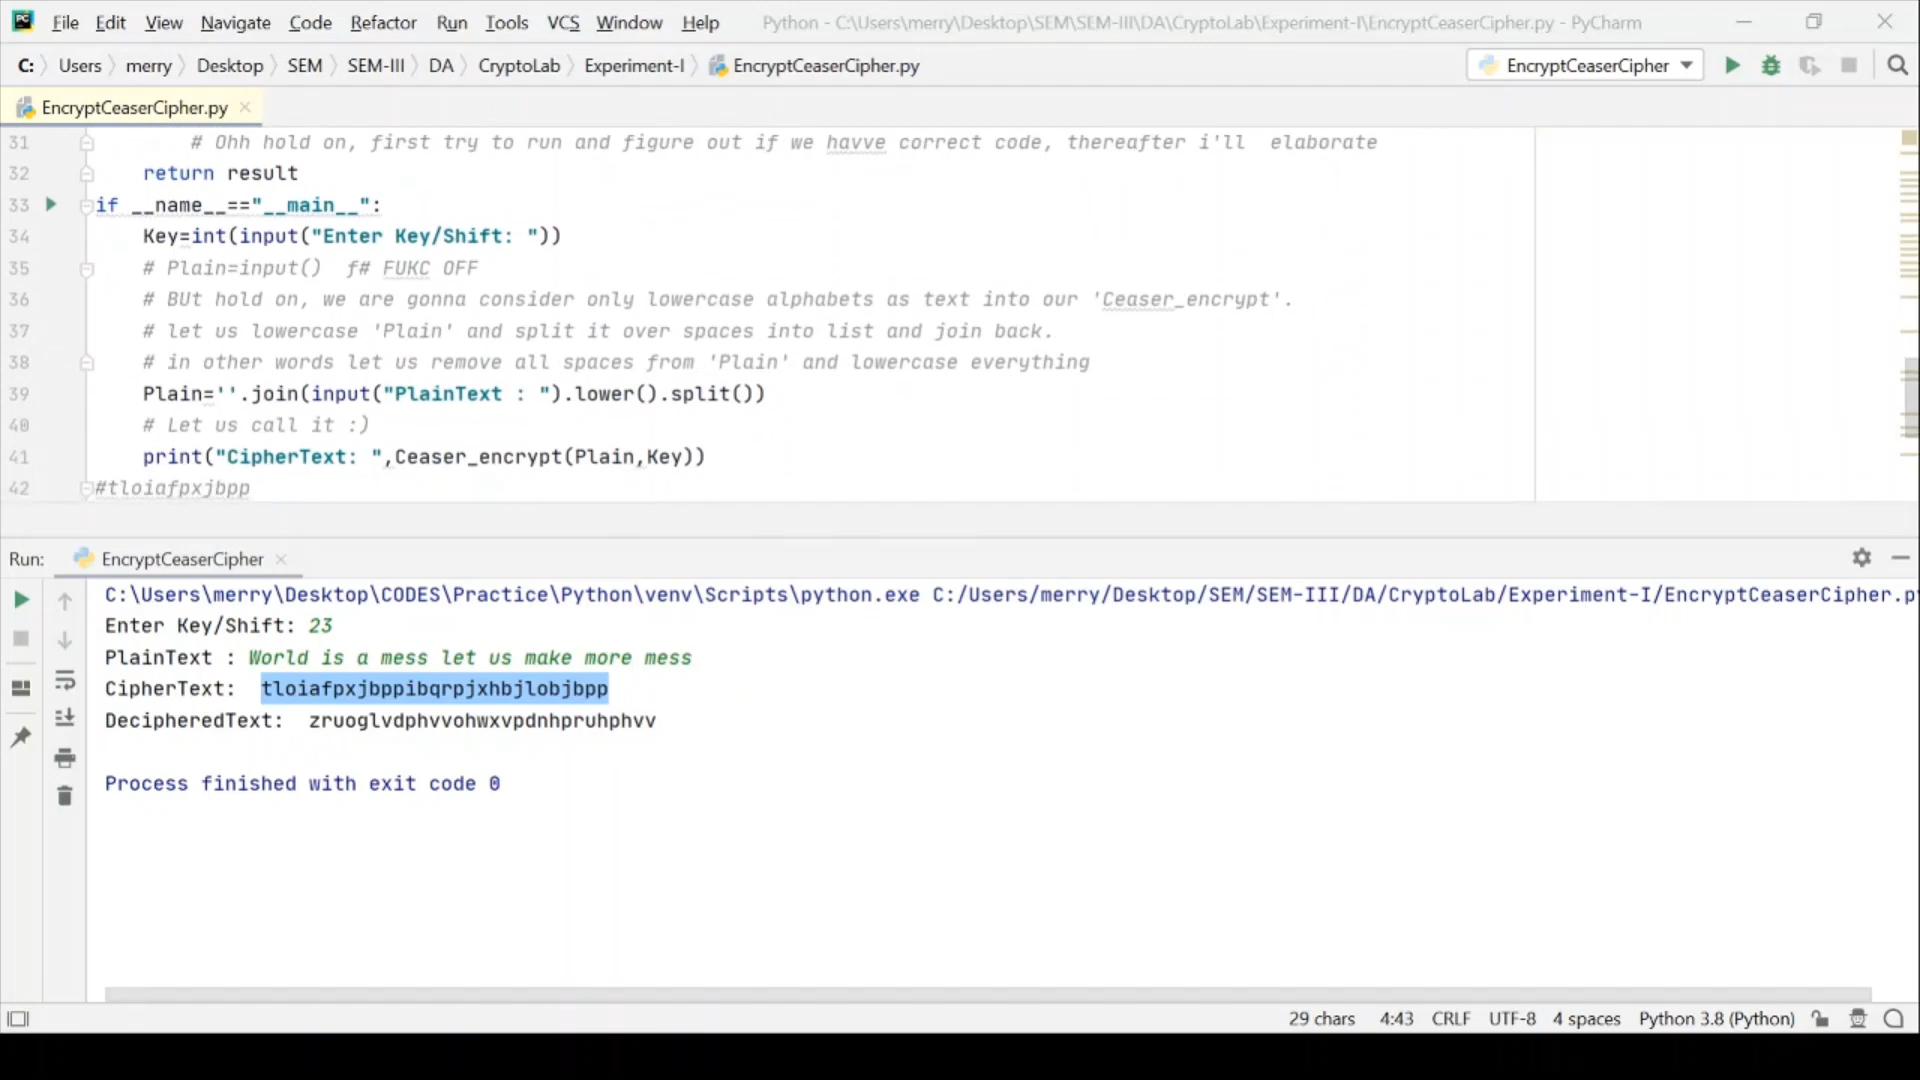 File Edit View Navigate Code Refactor Run Tools VCS Window Help Python - C:\Users\merry\Desktop\SEM\SEM-III\DA\CryptoLab\Experiment-I\EncryptCeaserCipher.py - PyCharm
C: Users merry Desktop SEM SEM-III DA CryptoLab Experiment-I EncryptCeaserCipher.py EncryptCeaserCipher
EncryptCeaserCipher.py
31 # Ohh hold on, first try to run and figure out if we havve correct code, thereafter i'll  elaborate
32 return result
33 if __name__=="__main__":
34 Key=int(input("Enter Key/Shift: "))
35 # Plain=input()  f# FUKC OFF
36 # BUt hold on, we are gonna consider only lowercase alphabets as text into our 'Ceaser_encrypt'.
37 # let us lowercase 'Plain' and split it over spaces into list and join back.
38 # in other words let us remove all spaces from 'Plain' and lowercase everything
39 Plain=''.join(input("PlainText : ").lower().split())
40 # Let us call it :)
41 print("CipherText: ",Ceaser_encrypt(Plain,Key))
42 #tloiafpxjbpp
Run: EncryptCeaserCipher
C:\Users\merry\Desktop\CODES\Practice\Python\venv\Scripts\python.exe C:/Users/merry/Desktop/SEM/SEM-III/DA/CryptoLab/Experiment-I/EncryptCeaserCipher.p
Enter Key/Shift: 23
PlainText : World is a mess let us make more mess
CipherText:  tloiafpxjbppibqrpjxhbjlobjbpp
DecipheredText:  zruoglvdphvvohwxvpdnhpruhphvv
Process finished with exit code 0
29 chars 4:43 CRLF UTF-8 4 spaces Python 3.8 (Python)